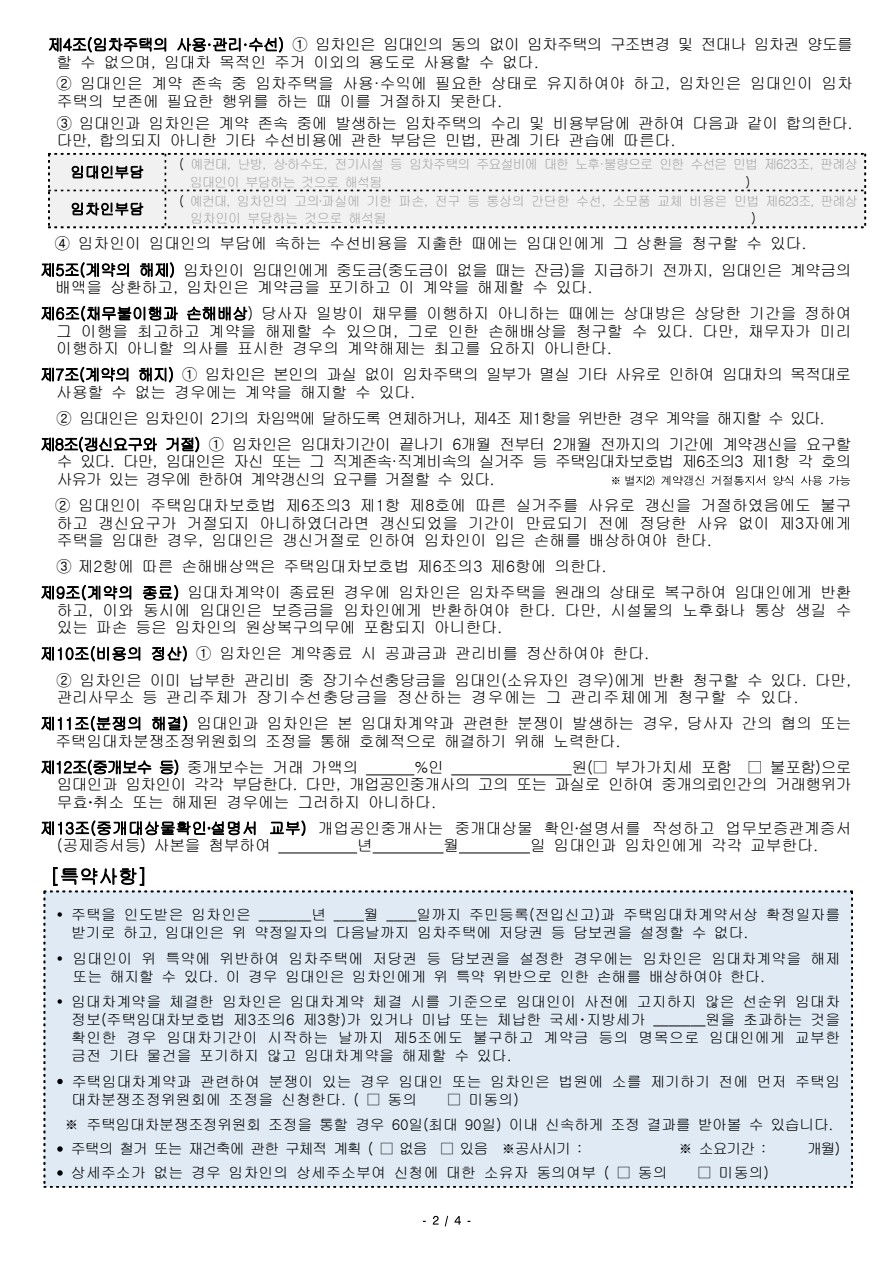 제4조(임차주택의 사용·관리·수선) ① 임차인은 임대인의 동의 없이 임차주택의 구조변경 및 전대나 임차권 양도를
할 수 없으며, 임대차 목적인 주거 이외의 용도로 사용할 수 없다.
② 임대인은 계약 존속 중 임차주택을 사용·수익에 필요한 상태로 유지하여야 하고, 임차인은 임대인이 임차
주택의 보존에 필요한 행위를 하는 때 이를 거절하지 못한다.
③ 임대인과 임차인은 계약 존속 중에 발생하는 임차주택의 수리 및 비용부담에 관하여 다음과 같이 합의한다.
다만, 합의되지 아니한 기타 수선비용에 관한 부담은 민법, 판례 기타 관습에 따른다.
임대인부담 ( 예컨대, 난방, 상·하수도, 전기시설 등 임차주택의 주요설비에 대한 노후·불량으로 인한 수선은 민법 제623조, 판례상
임대인이 부담하는 것으로 해석됨 )
임차인부담 ( 예컨대, 임차인의 고의·과실에 기한 파손, 전구 등 통상의 간단한 수선, 소모품 교체 비용은 민법 제623조, 판례상
임차인이 부담하는 것으로 해석됨 )
④ 임차인이 임대인의 부담에 속하는 수선비용을 지출한 때에는 임대인에게 그 상환을 청구할 수 있다.
제5조(계약의 해제) 임차인이 임대인에게 중도금(중도금이 없을 때는 잔금)을 지급하기 전까지, 임대인은 계약금의
배액을 상환하고, 임차인은 계약금을 포기하고 이 계약을 해제할 수 있다.
제6조(채무불이행과 손해배상) 당사자 일방이 채무를 이행하지 아니하는 때에는 상대방은 상당한 기간을 정하여
그 이행을 최고하고 계약을 해제할 수 있으며, 그로 인한 손해배상을 청구할 수 있다. 다만, 채무자가 미리
이행하지 아니할 의사를 표시한 경우의 계약해제는 최고를 요하지 아니한다.
제7조(계약의 해지) ① 임차인은 본인의 과실 없이 임차주택의 일부가 멸실 기타 사유로 인하여 임대차의 목적대로
사용할 수 없는 경우에는 계약을 해지할 수 있다.
② 임대인은 임차인이 2기의 차임액에 달하도록 연체하거나, 제4조 제1항을 위반한 경우 계약을 해지할 수 있다.
제8조(갱신요구와 거절) ① 임차인은 임대차기간이 끝나기 6개월 전부터 2개월 전까지의 기간에 계약갱신을 요구할
수 있다. 다만, 임대인은 자신 또는 그 직계존속·직계비속의 실거주 등 주택임대차보호법 제6조의3 제1항 각 호의
사유가 있는 경우에 한하여 계약갱신의 요구를 거절할 수 있다. ※ 별지2) 계약갱신 거절통지서 양식 사용 가능
② 임대인이 주택임대차보호법 제6조의3 제1항 제8호에 따른 실거주를 사유로 갱신을 거절하였음에도 불구
하고 갱신요구가 거절되지 아니하였더라면 갱신되었을 기간이 만료되기 전에 정당한 사유 없이 제3자에게
주택을 임대한 경우, 임대인은 갱신거절로 인하여 임차인이 입은 손해를 배상하여야 한다.
③ 제2항에 따른 손해배상액은 주택임대차보호법 제6조의3 제6항에 의한다.
제9조(계약의 종료) 임대차계약이 종료된 경우에 임차인은 임차주택을 원래의 상태로 복구하여 임대인에게 반환
하고, 이와 동시에 임대인은 보증금을 임차인에게 반환하여야 한다. 다만, 시설물의 노후화나 통상 생길 수
있는 파손 등은 임차인의 원상복구의무에 포함되지 아니한다.
제10조(비용의 정산) ① 임차인은 계약종료 시 공과금과 관리비를 정산하여야 한다.
② 임차인은 이미 납부한 관리비 중 장기수선충당금을 임대인(소유자인 경우)에게 반환 청구할 수 있다. 다만,
관리사무소 등 관리주체가 장기수선충당금을 정산하는 경우에는 그 관리주체에게 청구할 수 있다.
제11조(분쟁의 해결) 임대인과 임차인은 본 임대차계약과 관련한 분쟁이 발생하는 경우, 당사자 간의 협의 또는
주택임대차분쟁조정위원회의 조정을 통해 호혜적으로 해결하기 위해 노력한다.
제12조(중개보수 등) 중개보수는 거래 가액의 ______%인 _______________원(□ 부가가치세 포함 □ 불포함)으로
임대인과 임차인이 각각 부담한다. 다만, 개업공인중개사의 고의 또는 과실로 인하여 중개의뢰인간의 거래행위가
무효·취소 또는 해제된 경우에는 그러하지 아니하다.
제13조(중개대상물확인·설명서 교부) 개업공인중개사는 중개대상물 확인·설명서를 작성하고 업무보증관계증서
(공제증서등) 사본을 첨부하여 __________년_________월_________일 임대인과 임차인에게 각각 교부한다.
[특약사항]
• 주택을 인도받은 임차인은 _______년 ____월 ____일까지 주민등록(전입신고)과 주택임대차계약서상 확정일자를
받기로 하고, 임대인은 위 약정일자의 다음날까지 임차주택에 저당권 등 담보권을 설정할 수 없다.
• 임대인이 위 특약에 위반하여 임차주택에 저당권 등 담보권을 설정한 경우에는 임차인은 임대차계약을 해제
또는 해지할 수 있다. 이 경우 임대인은 임차인에게 위 특약 위반으로 인한 손해를 배상하여야 한다.
• 임대차계약을 체결한 임차인은 임대차계약 체결 시를 기준으로 임대인이 사전에 고지하지 않은 선순위 임대차
정보(주택임대차보호법 제3조의6 제3항)가 있거나 미납 또는 체납한 국세·지방세가 _______원을 초과하는 것을
확인한 경우 임대차기간이 시작하는 날까지 제5조에도 불구하고 계약금 등의 명목으로 임대인에게 교부한
금전 기타 물건을 포기하지 않고 임대차계약을 해제할 수 있다.
• 주택임대차계약과 관련하여 분쟁이 있는 경우 임대인 또는 임차인은 법원에 소를 제기하기 전에 먼저 주택임
대차분쟁조정위원회에 조정을 신청한다. ( □ 동의 □ 미동의)
※ 주택임대차분쟁조정위원회 조정을 통할 경우 60일(최대 90일) 이내 신속하게 조정 결과를 받아볼 수 있습니다.
• 주택의 철거 또는 재건축에 관한 구체적 계획 ( □ 없음 □ 있음 ※공사시기 : ※ 소요기간 : 개월)
• 상세주소가 없는 경우 임차인의 상세주소부여 신청에 대한 소유자 동의여부 ( □ 동의 □ 미동의)
- 2 / 4 -